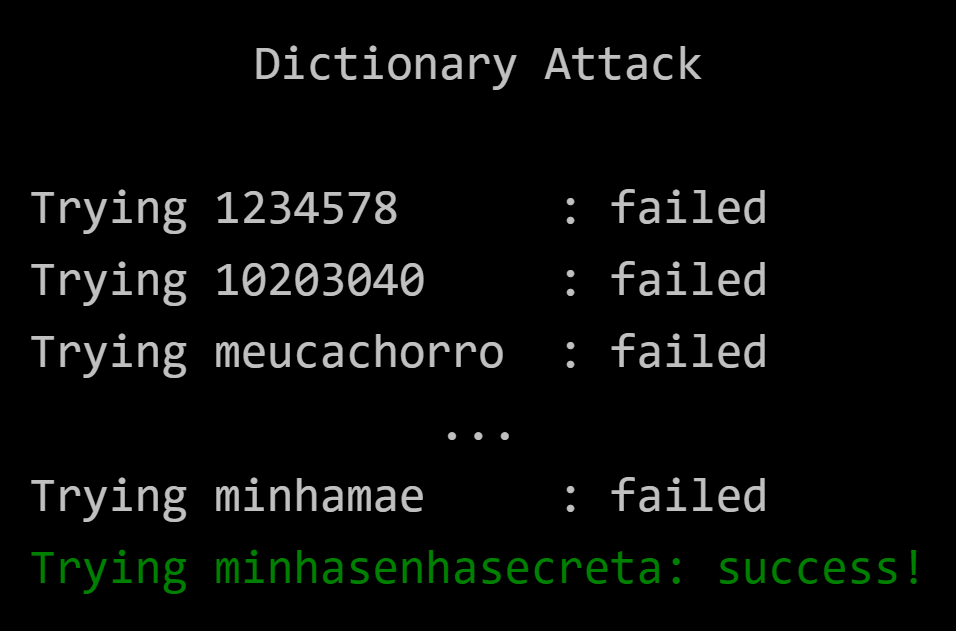 Dictionary Attack
Trying 1234578 : failed
Trying 10203040 : failed
Trying meucachorro : failed
...
Trying minhamae : failed
Trying minhasenhasecreta: success!